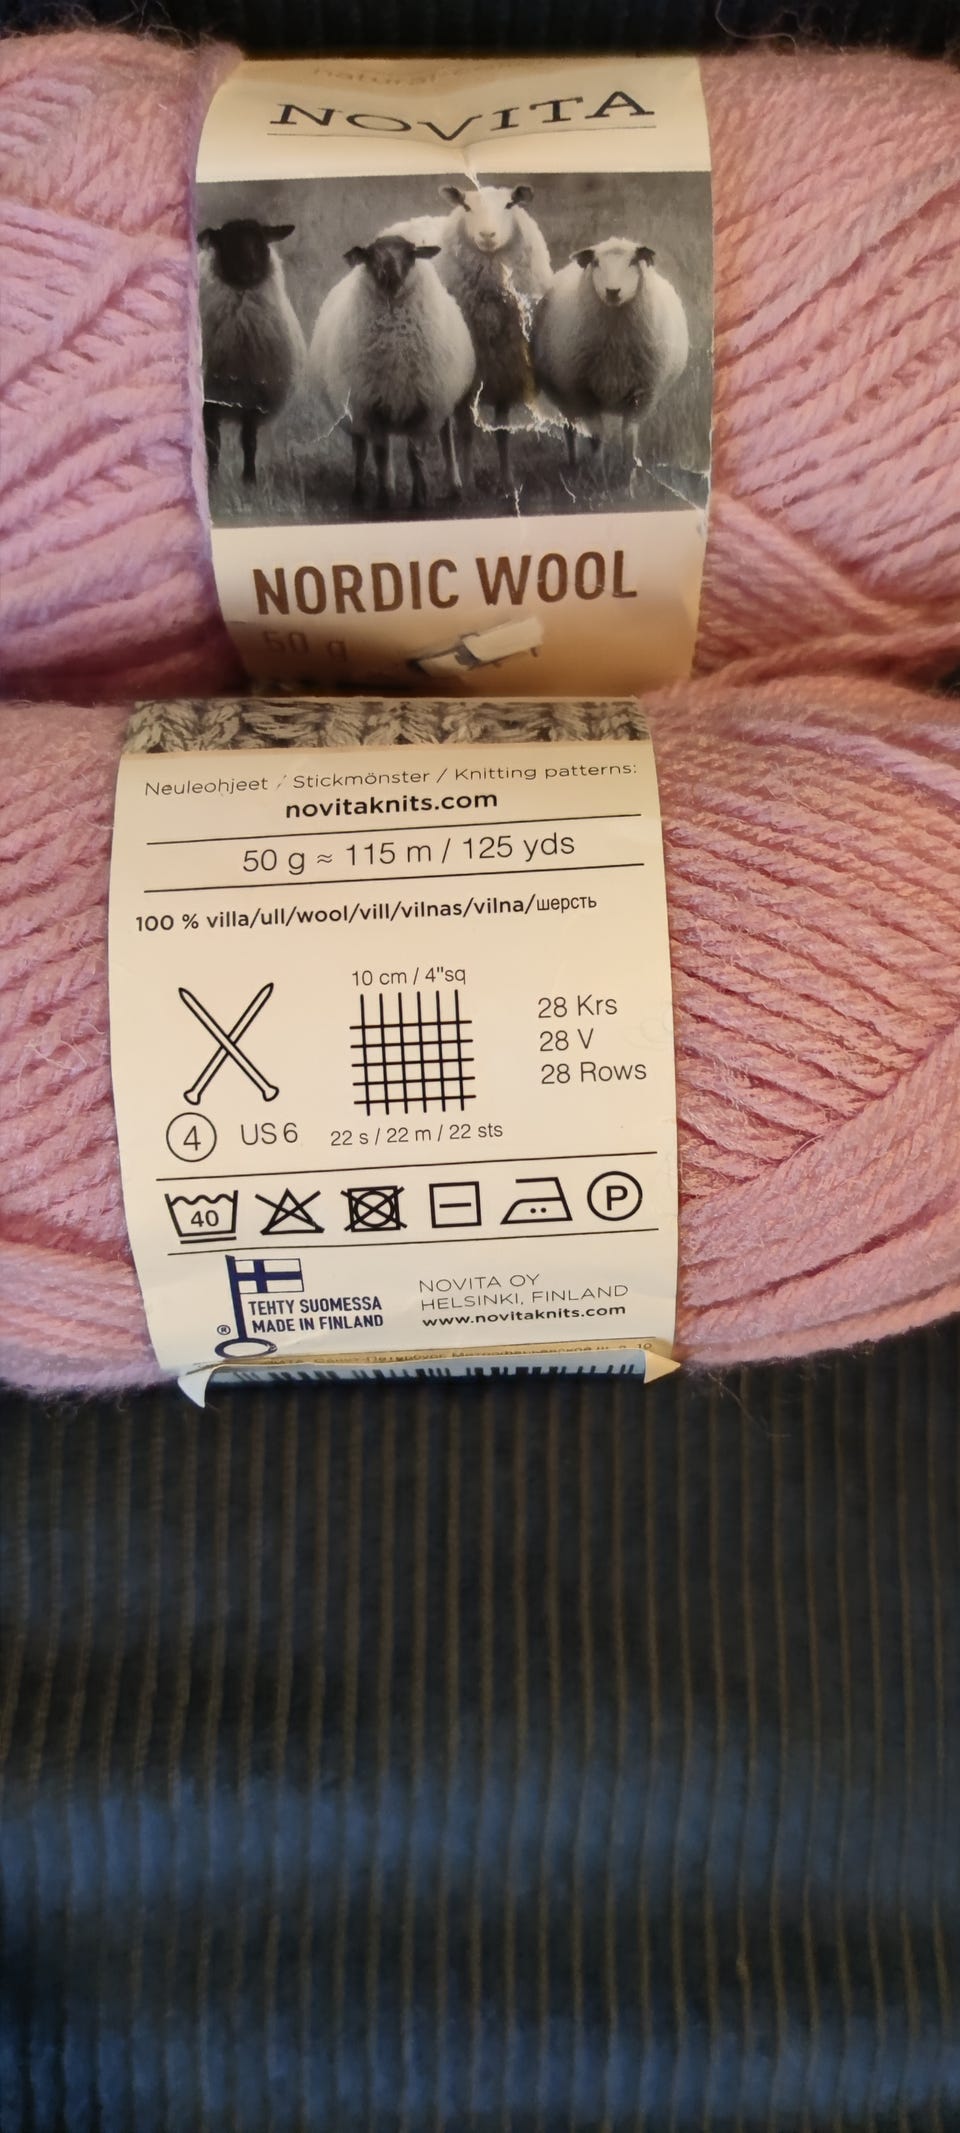 NOVITA
NORDIC WOOL
50 g
Neuleohjeet / Stickmönster / Knitting patterns:
novitaknits.com
50 g ≈ 115 m / 125 yds
100 % villa/ull/wool/vill/vilnas/vilna/шерсть
10 cm / 4"sq
28 Krs
28 V
28 Rows
4 US 6 22 s / 22 m / 22 sts
40 P
TEHTY SUOMESSA
MADE IN FINLAND
®
NOVITA OY
HELSINKI, FINLAND
www.novitaknits.com